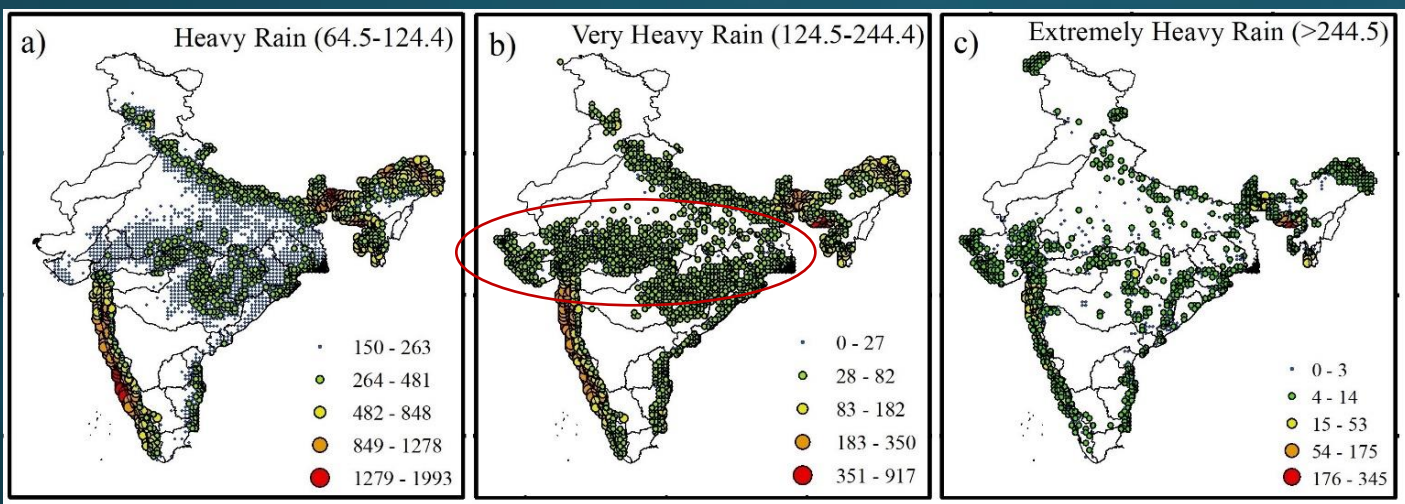 a) Heavy Rain (64.5-124.4)
150 - 263
264 - 481
482 - 848
849 - 1278
1279 - 1993
b) Very Heavy Rain (124.5-244.4)
0 - 27
28 - 82
83 - 182
183 - 350
351 - 917
c) Extremely Heavy Rain (>244.5)
0 - 3
4 - 14
15 - 53
54 - 175
176 - 345